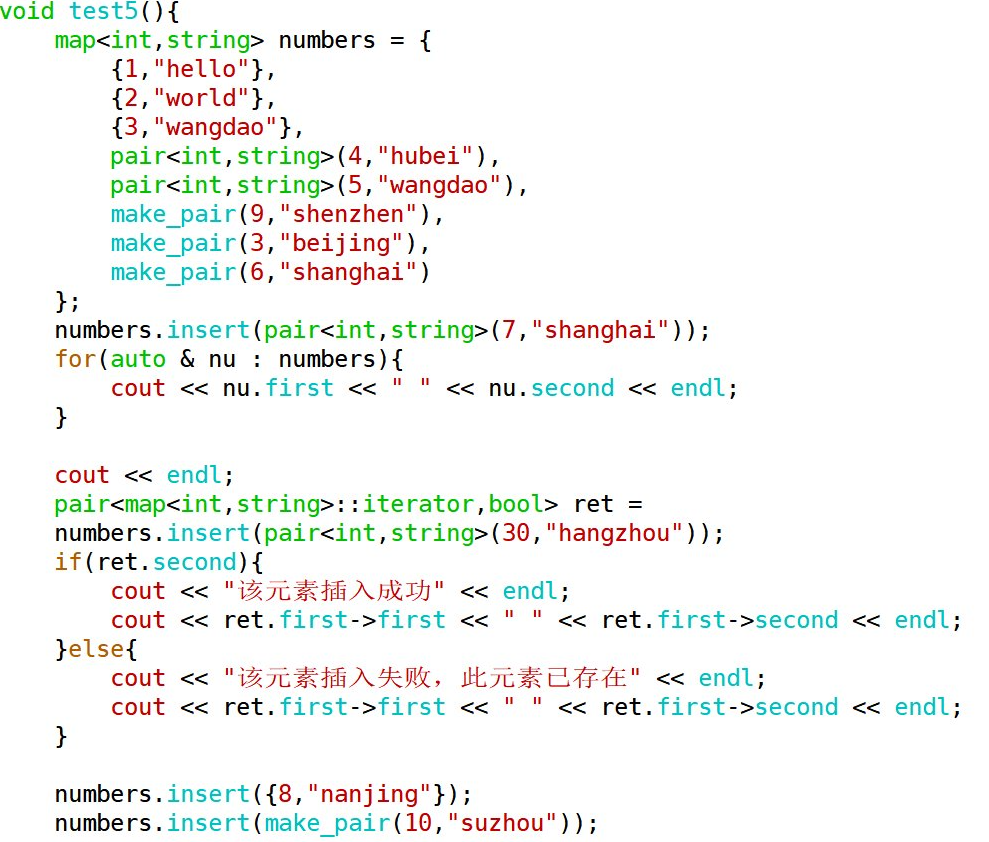 void test5(){
    map<int,string> numbers = {
        {1,"hello"},
        {2,"world"},
        {3,"wangdao"},
        pair<int,string>(4,"hubei"),
        pair<int,string>(5,"wangdao"),
        make_pair(9,"shenzhen"),
        make_pair(3,"beijing"),
        make_pair(6,"shanghai")
    };
    numbers.insert(pair<int,string>(7,"shanghai"));
    for(auto & nu : numbers){
        cout << nu.first << " " << nu.second << endl;
    }

    cout << endl;
    pair<map<int,string>::iterator,bool> ret =
    numbers.insert(pair<int,string>(30,"hangzhou"));
    if(ret.second){
        cout << "该元素插入成功" << endl;
        cout << ret.first->first << " " << ret.first->second << endl;
    }else{
        cout << "该元素插入失败，此元素已存在" << endl;
        cout << ret.first->first << " " << ret.first->second << endl;
    }

    numbers.insert({8,"nanjing"});
    numbers.insert(make_pair(10,"suzhou"));